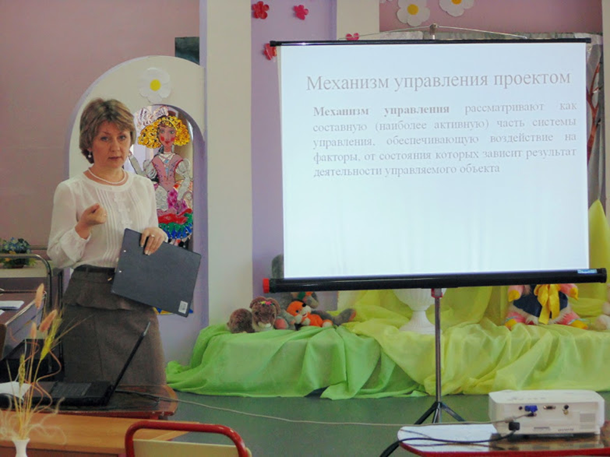 Механизм управления проектом
Механизм управления рассматривают как
составную (наиболее активную) часть системы
управления, обеспечивающую воздействие на
факторы, от состояния которых зависит результат
деятельности управляемого объекта